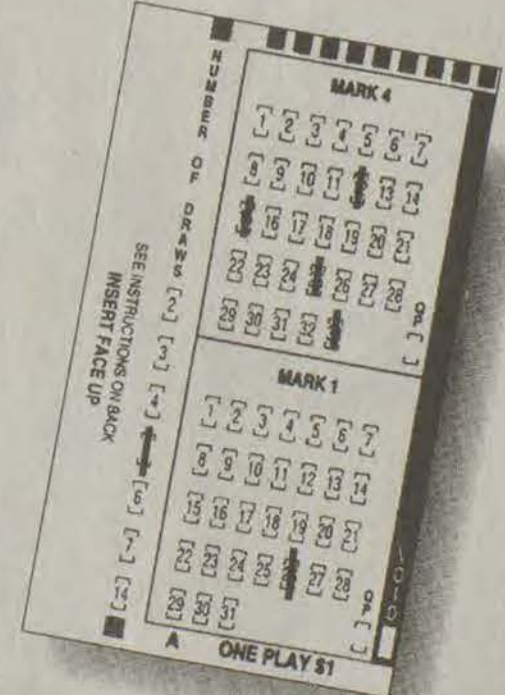 MARK 4
[1] [2] [3] [4] [5] [6] [7]
[8] [9] [10] [11] [13] [14]
[16] [17] [18] [19] [20] [21]
[22] [23] [24] [26] [27] [28]
[29] [30] [31] [32]
QP [ ]
MARK 1
[1] [2] [3] [4] [5] [6] [7]
[8] [9] [10] [11] [12] [13] [14]
[15] [16] [17] [18] [19] [20] [21]
[22] [23] [24] [25] [27] [28]
[29] [30] [31]
QP [ ]
A ONE PLAY $1
NUMBER OF DRAWS [2] [3] [4] [6] [7] [14]
SEE INSTRUCTIONS ON BACK
INSERT FACE UP